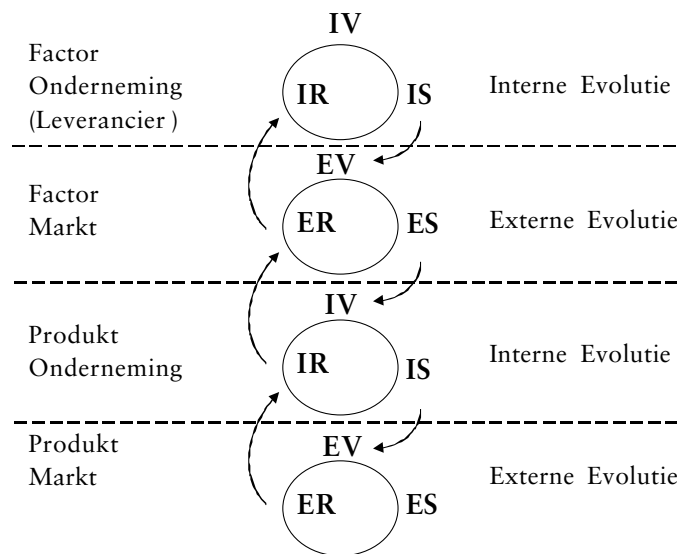 IV
Factor
Onderneming
(Leverancier )
IR
IS
Interne Evolutie
EV
Factor
Markt
ER
ES
Externe Evolutie
IV
Produkt
Onderneming
IR
IS
Interne Evolutie
EV
Produkt
Markt
ER
ES
Externe Evolutie